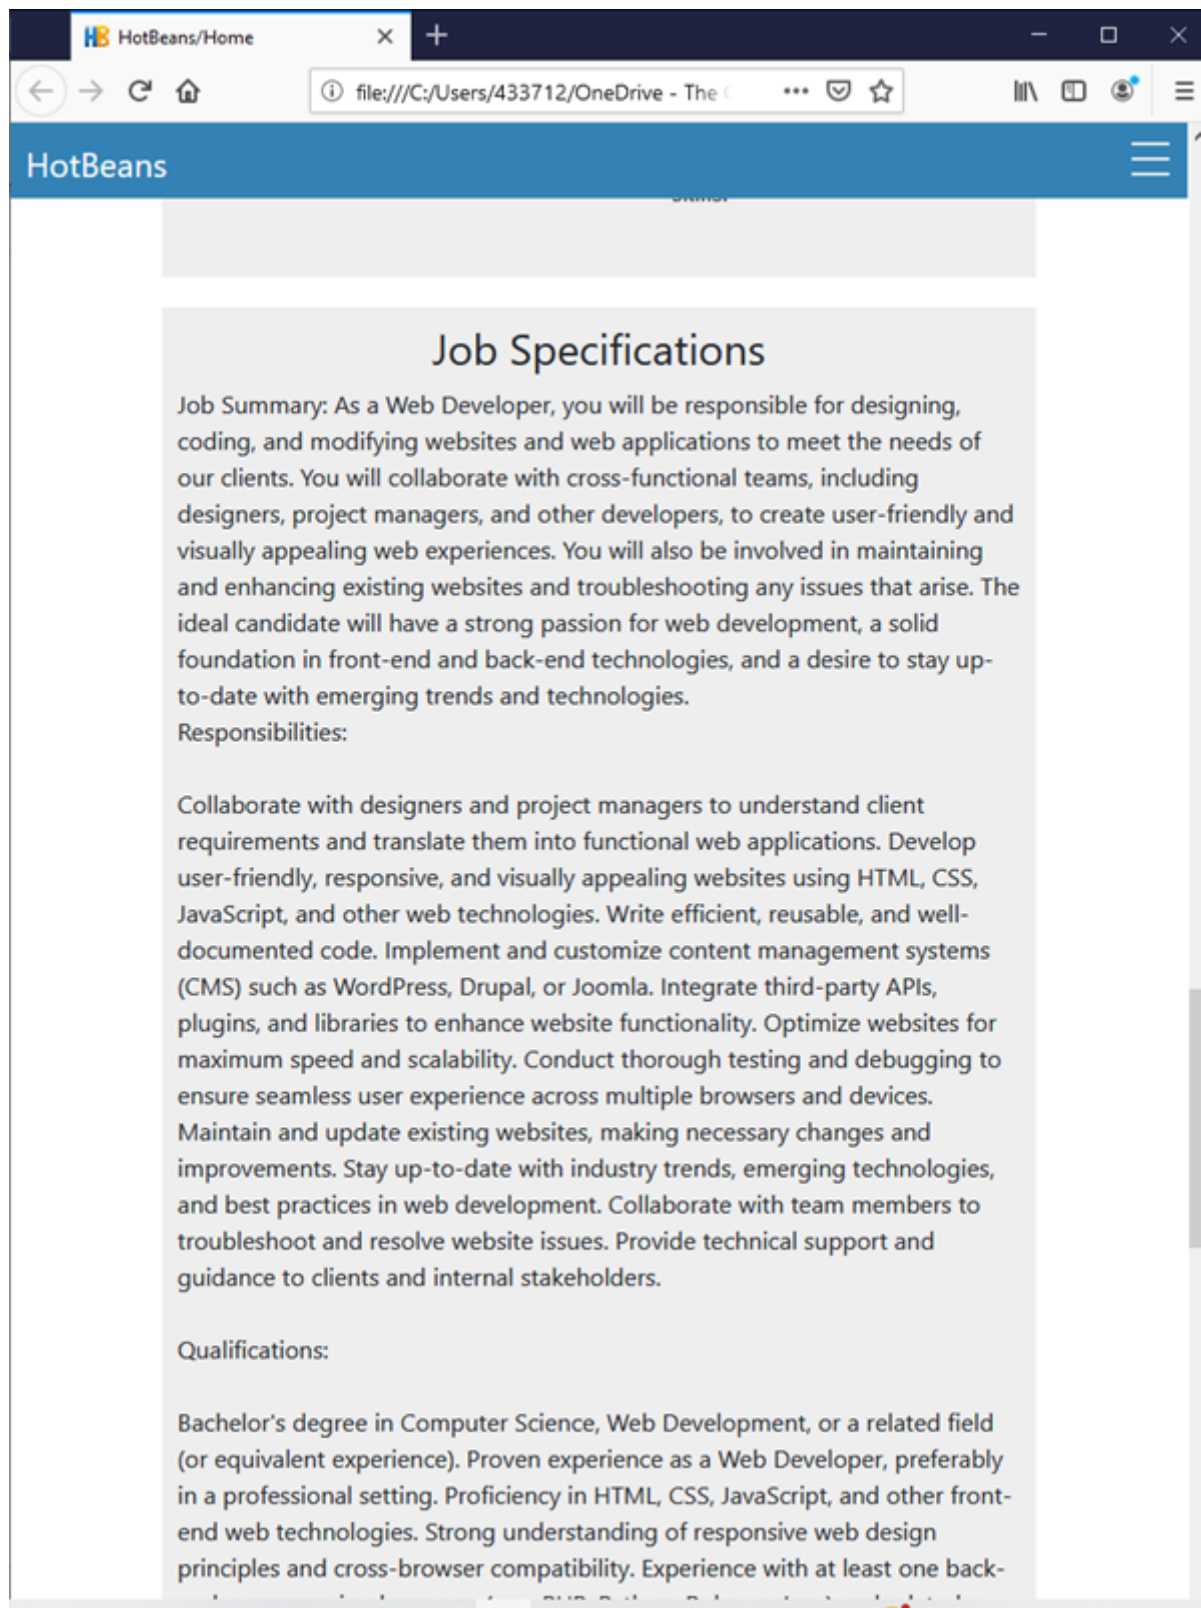 HB HotBeans/Home
file:///C:/Users/433712/OneDrive - The
HotBeans
Job Specifications
Job Summary: As a Web Developer, you will be responsible for designing,
coding, and modifying websites and web applications to meet the needs of
our clients. You will collaborate with cross-functional teams, including
designers, project managers, and other developers, to create user-friendly and
visually appealing web experiences. You will also be involved in maintaining
and enhancing existing websites and troubleshooting any issues that arise. The
ideal candidate will have a strong passion for web development, a solid
foundation in front-end and back-end technologies, and a desire to stay up-
to-date with emerging trends and technologies.
Responsibilities:
Collaborate with designers and project managers to understand client
requirements and translate them into functional web applications. Develop
user-friendly, responsive, and visually appealing websites using HTML, CSS,
JavaScript, and other web technologies. Write efficient, reusable, and well-
documented code. Implement and customize content management systems
(CMS) such as WordPress, Drupal, or Joomla. Integrate third-party APIs,
plugins, and libraries to enhance website functionality. Optimize websites for
maximum speed and scalability. Conduct thorough testing and debugging to
ensure seamless user experience across multiple browsers and devices.
Maintain and update existing websites, making necessary changes and
improvements. Stay up-to-date with industry trends, emerging technologies,
and best practices in web development. Collaborate with team members to
troubleshoot and resolve website issues. Provide technical support and
guidance to clients and internal stakeholders.
Qualifications:
Bachelor's degree in Computer Science, Web Development, or a related field
(or equivalent experience). Proven experience as a Web Developer, preferably
in a professional setting. Proficiency in HTML, CSS, JavaScript, and other front-
end web technologies. Strong understanding of responsive web design
principles and cross-browser compatibility. Experience with at least one back-